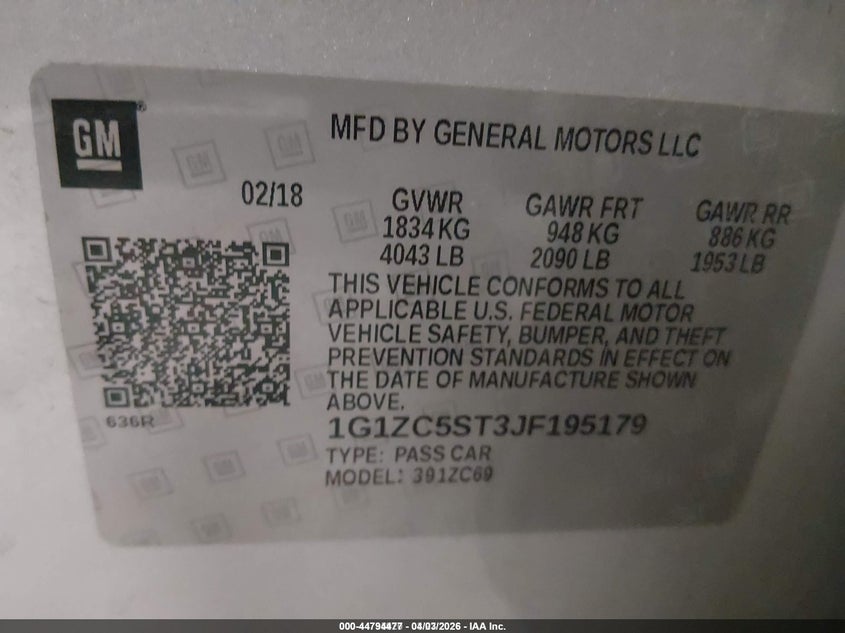 GM
MFD BY GENERAL MOTORS LLC
02/18
GVWR GAWR FRT GAWR RR
1834 KG 948 KG 886 KG
4043 LB 2090 LB 1953 LB
THIS VEHICLE CONFORMS TO ALL
APPLICABLE U.S. FEDERAL MOTOR
VEHICLE SAFETY, BUMPER, AND THEFT
PREVENTION STANDARDS IN EFFECT ON
THE DATE OF MANUFACTURE SHOWN
ABOVE.
636R
1G1ZC5ST3JF195179
TYPE: PASS CAR
MODEL: 391ZC69
- IAA Inc.